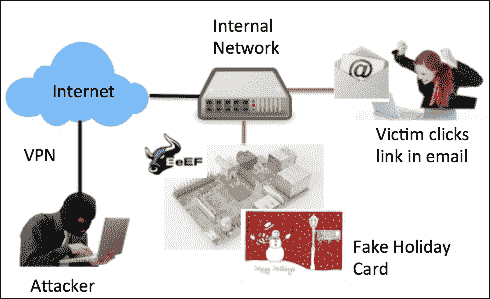 Internal
Network
Internet
VPN
BeEF
Victim clicks
link in email
Attacker
Happy Holidays
Fake Holiday
Card